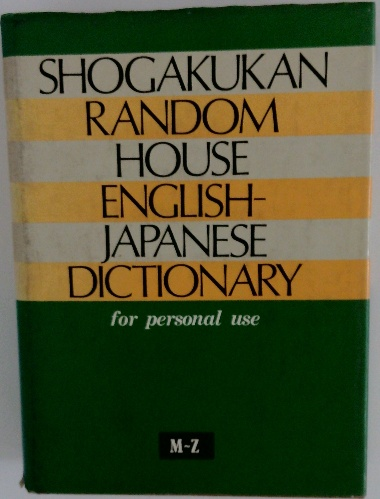 SHOGAKUKAN
RANDOM
HOUSE
ENGLISH-
JAPANESE
DICTIONARY
for personal use
M~Z